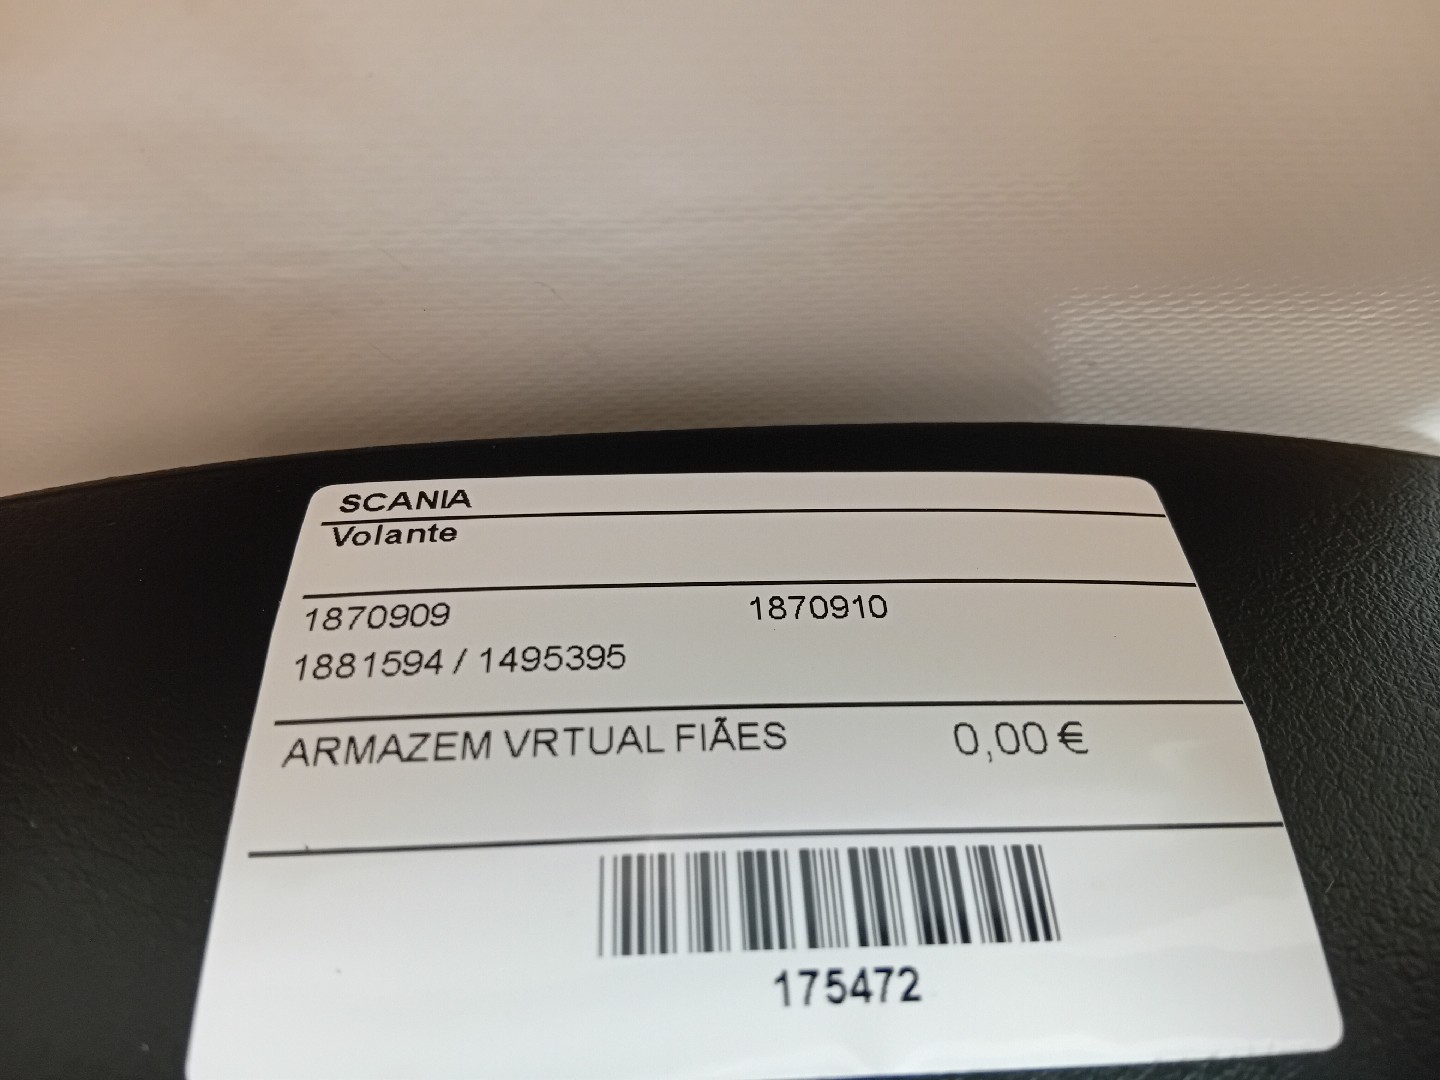 SCANIA
Volante
1870909 1870910
1881594 / 1495395
ARMAZEM VRTUAL FIÃES 0,00 €
175472